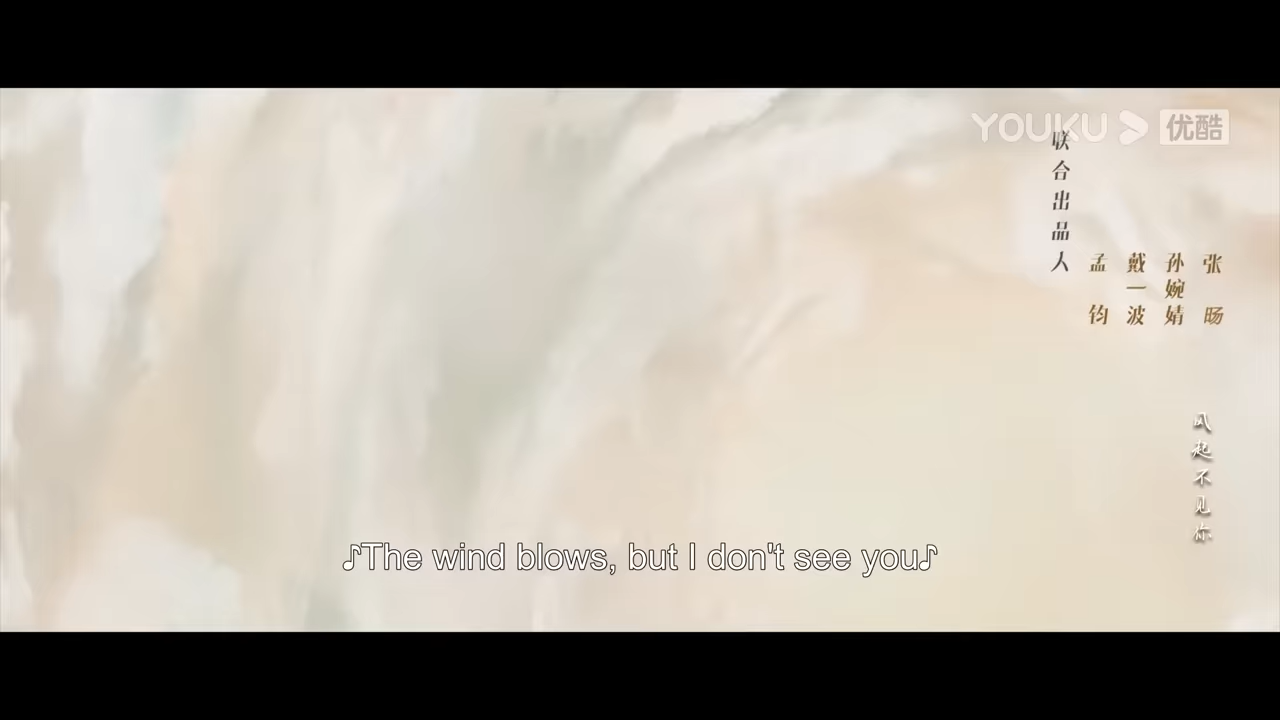 YOUKU 优酷
联合出品人
张旸
孙婉婧
戴一波
孟钧
风起不见你
♪The wind blows, but I don't see you♪